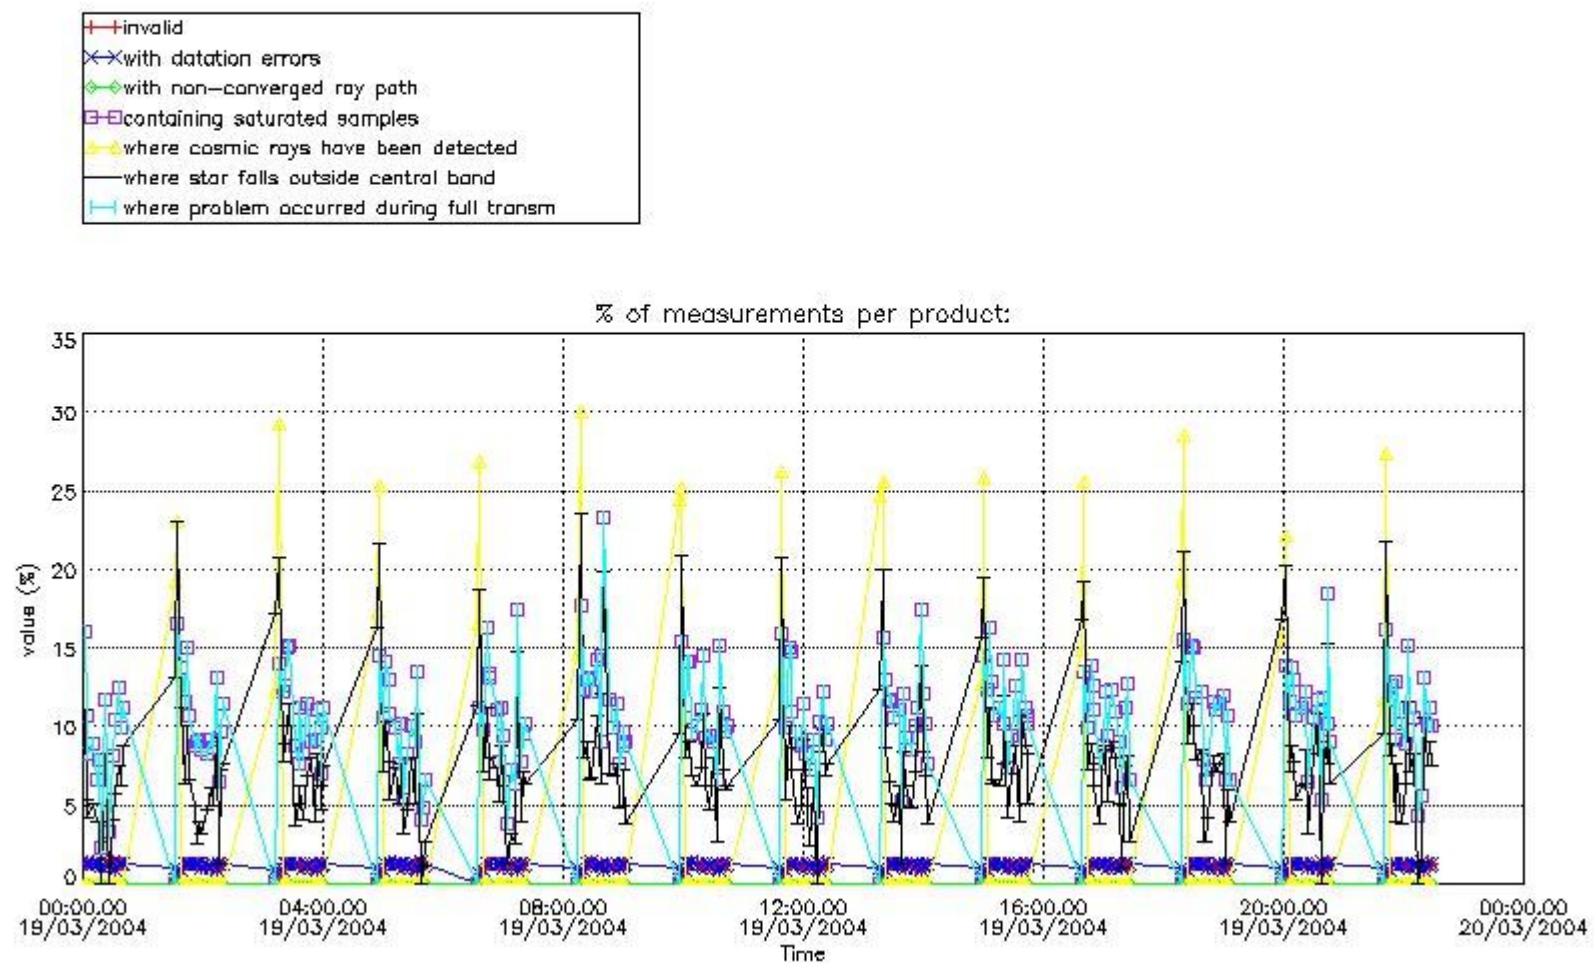 invalid
with datation errors
with non-converged ray path
containing saturated samples
where cosmic rays have been detected
where star falls outside central band
where problem occurred during full transm
% of measurements per product:
35
30
25
20
15
10
5
0
value (%)
00:00:00 04:00:00 08:00:00 12:00:00 16:00:00 20:00:00 00:00:00
19/03/2004 19/03/2004 19/03/2004 19/03/2004 19/03/2004 19/03/2004 20/03/2004
Time